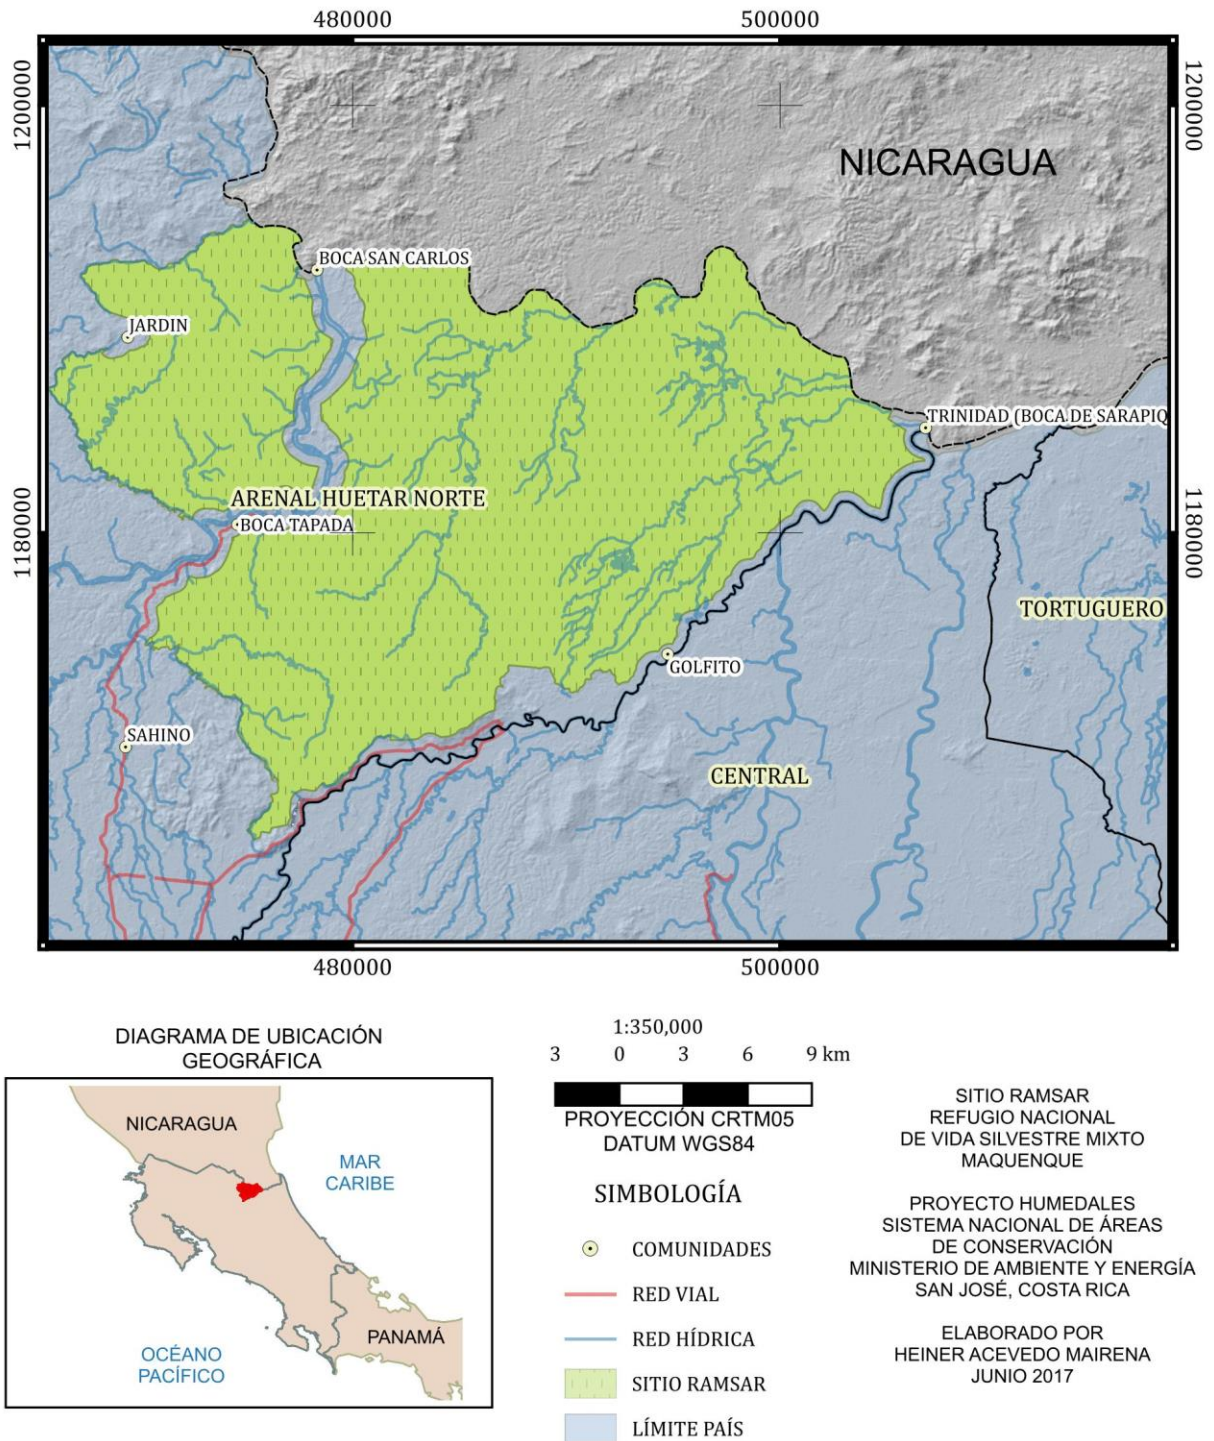 480000
500000
1200000
1200000
NICARAGUA
BOCA SAN CARLOS
JARDIN
TRINIDAD (BOCA DE SARAPIQ
ARENAL HUETAR NORTE
BOCA TAPADA
1180000
1180000
TORTUGUERO
GOLFITO
SAHINO
CENTRAL
480000
500000
DIAGRAMA DE UBICACIÓN
GEOGRÁFICA
NICARAGUA
MAR
CARIBE
PANAMÁ
OCÉANO
PACÍFICO
1:350,000
3 0 3 6 9 km
PROYECCIÓN CRTM05
DATUM WGS84
SIMBOLOGÍA
COMUNIDADES
RED VIAL
RED HÍDRICA
SITIO RAMSAR
LÍMITE PAÍS
SITIO RAMSAR
REFUGIO NACIONAL
DE VIDA SILVESTRE MIXTO
MAQUENQUE
PROYECTO HUMEDALES
SISTEMA NACIONAL DE ÁREAS
DE CONSERVACIÓN
MINISTERIO DE AMBIENTE Y ENERGÍA
SAN JOSÉ, COSTA RICA
ELABORADO POR
HEINER ACEVEDO MAIRENA
JUNIO 2017